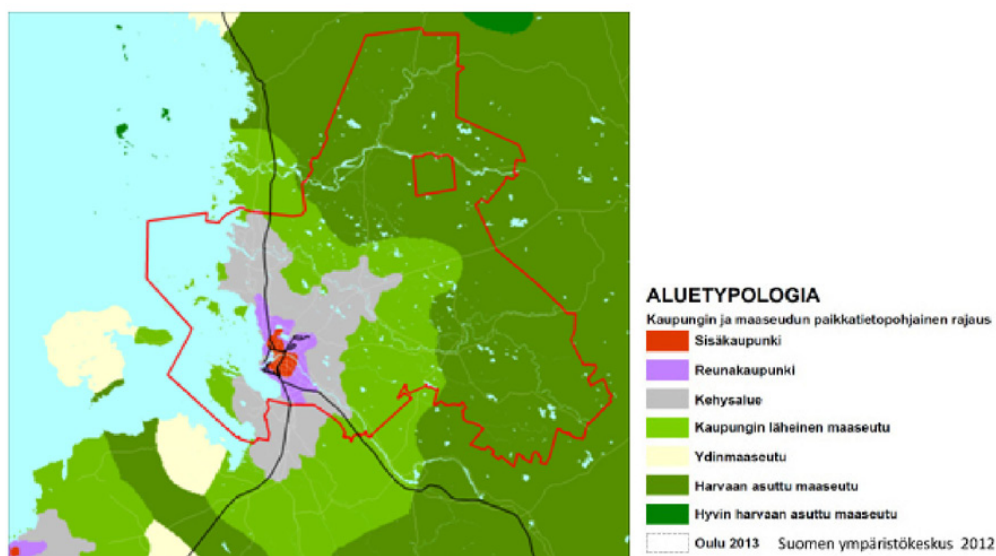 ALUETYPOLOGIA
Kaupungin ja maaseudun paikkatietopohjainen rajaus
Sisäkaupunki
Reunakaupunki
Kehysalue
Kaupungin läheinen maaseutu
Ydinmaaseutu
Harvaan asuttu maaseutu
Hyvin harvaan asuttu maaseutu
Oulu 2013 Suomen ympäristökeskus 2012